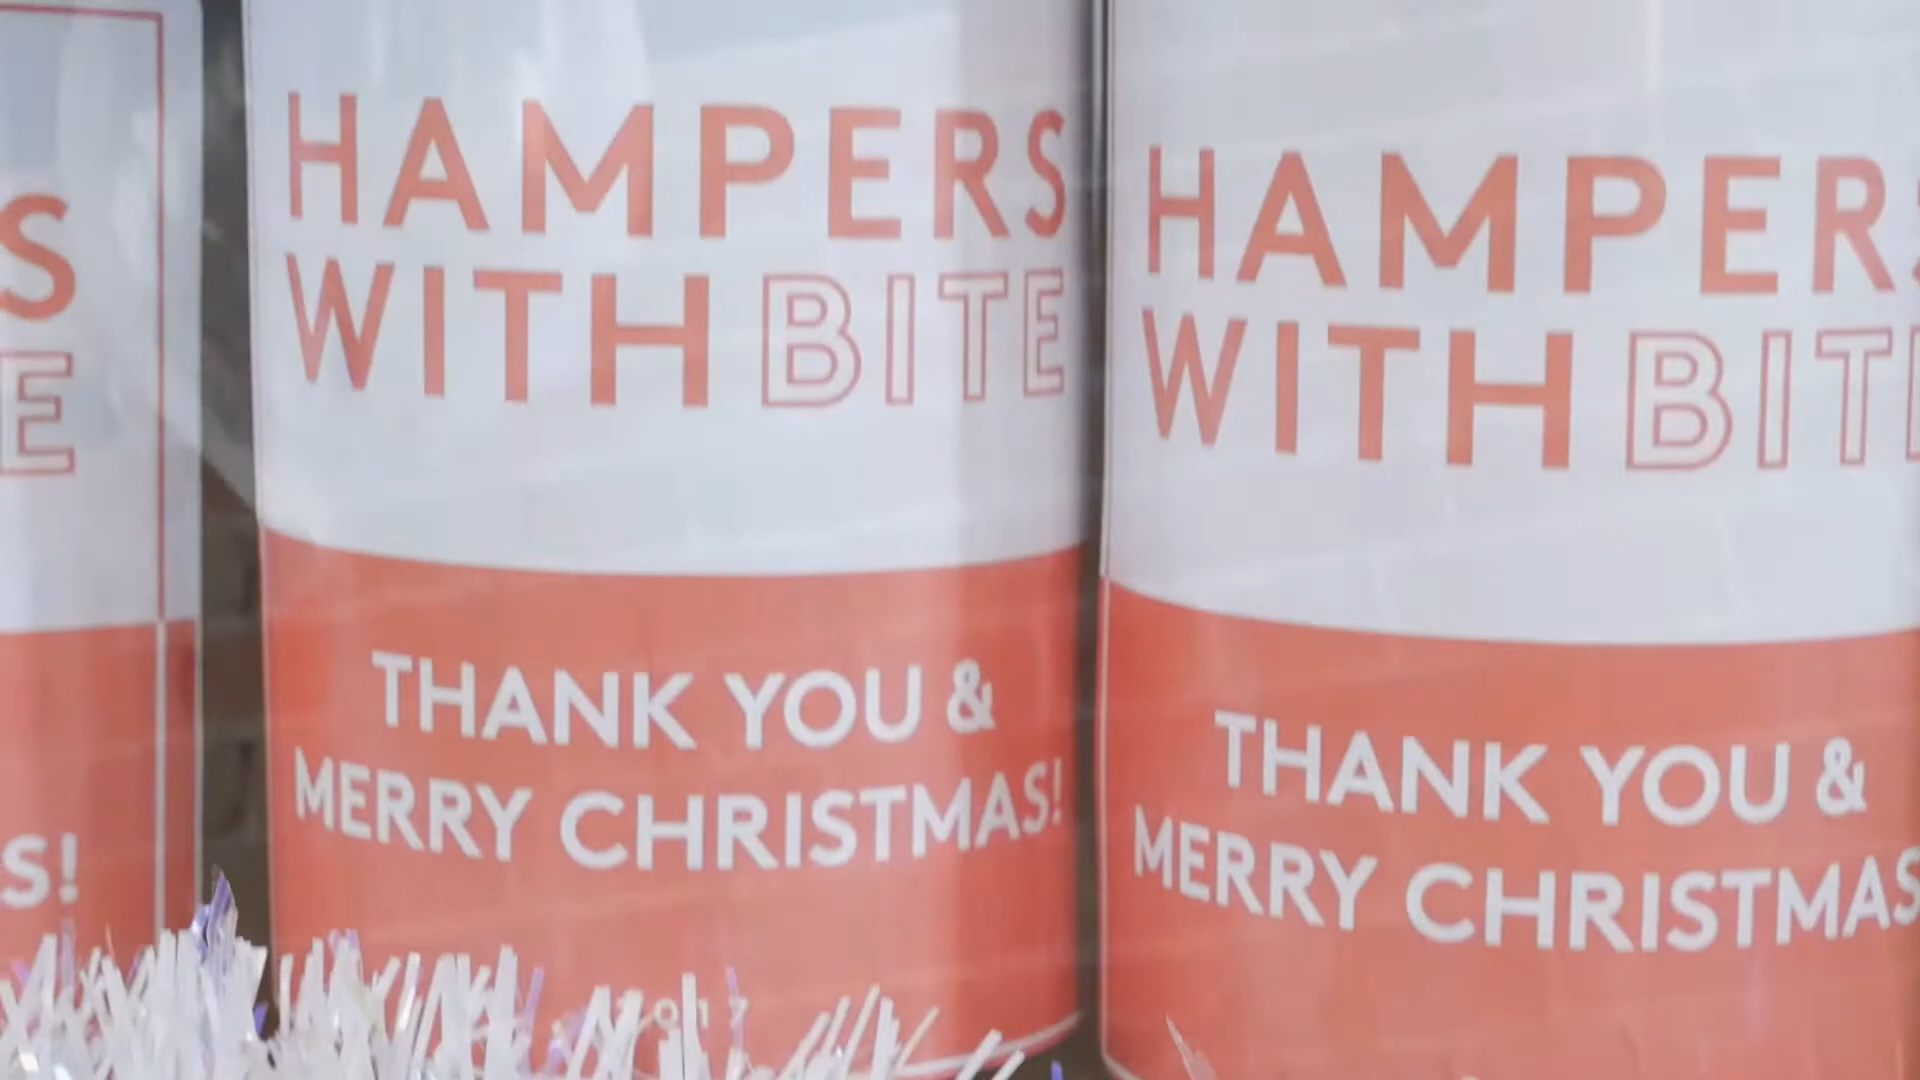 S
E
S!
HAMPERS
WITH BITE
THANK YOU &
MERRY CHRISTMAS!
HAMPERS
WITH BITE
THANK YOU &
MERRY CHRISTMAS